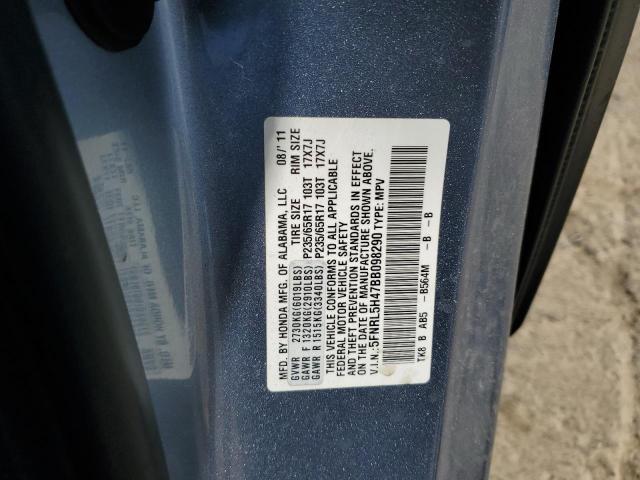 MFD. BY HONDA MFG. OF ALABAMA, LLC 08/'11
GVWR 2730KG(6019LBS) TIRE SIZE RIM SIZE
GAWR F 1320KG(2910LBS) P235/65R17 103T 17X7J
GAWR R 1515KG(3340LBS) P235/65R17 103T 17X7J
THIS VEHICLE CONFORMS TO ALL APPLICABLE
FEDERAL MOTOR VEHICLE SAFETY
AND THEFT PREVENTION STANDARDS IN EFFECT
ON THE DATE OF MANUFACTURE SHOWN ABOVE.
V.I.N.:5FNRL5H47BB098290 TYPE: MPV
TK8 B AB5 -B564M -B -B